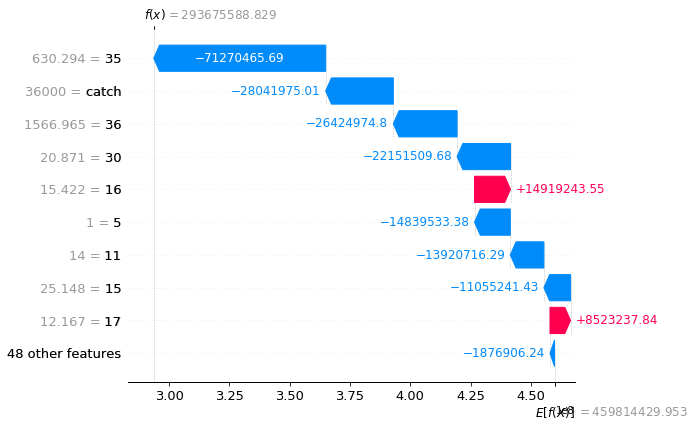 f(x) = 293675588.829
630.294 = 35
−71270465.69
36000 = catch
−28041975.01
1566.965 = 36
−26424974.8
20.871 = 30
−22151509.68
15.422 = 16
+14919243.55
1 = 5
−14839533.38
14 = 11
−13920716.29
25.148 = 15
−11055241.43
12.167 = 17
+8523237.84
48 other features
−1876906.24
3.00 3.25 3.50 3.75 4.00 4.25 4.50
1e8
E[f(x)] = 459814429.953